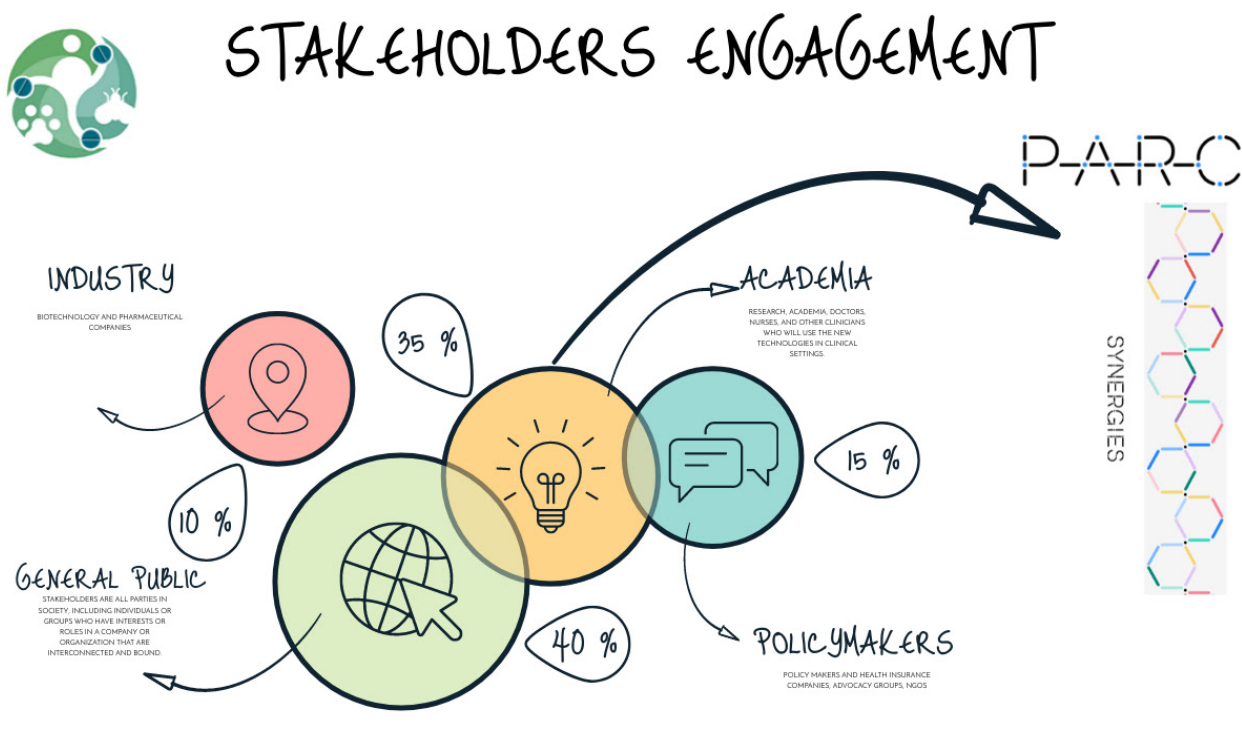 STAKEHOLDERS ENGAGEMENT
P-A-R-C
INDUSTRY
BIOTECHNOLOGY AND PHARMACEUTICAL
COMPANIES
35 %
ACADEMIA
RESEARCH, ACADEMIA, DOCTORS,
NURSES, AND OTHER CLINICIANS
WHO WILL USE THE NEW
TECHNOLOGIES IN CLINICAL
SETTINGS.
SYNERGIES
15 %
10 %
GENERAL PUBLIC
STAKEHOLDERS ARE ALL PARTIES IN
SOCIETY, INCLUDING INDIVIDUALS OR
GROUPS WHO HAVE INTERESTS OR
ROLES IN A COMPANY OR
ORGANIZATION THAT ARE
INTERCONNECTED AND BOUND.
40 %
POLICYMAKERS
POLICY MAKERS AND HEALTH INSURANCE
COMPANIES, ADVOCACY GROUPS, NGOS